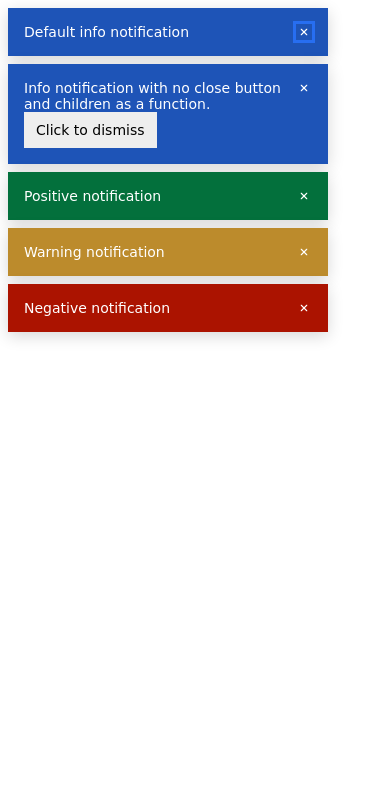 Default info notification ×
Info notification with no close button ×
and children as a function.
Click to dismiss
Positive notification ×
Warning notification ×
Negative notification ×